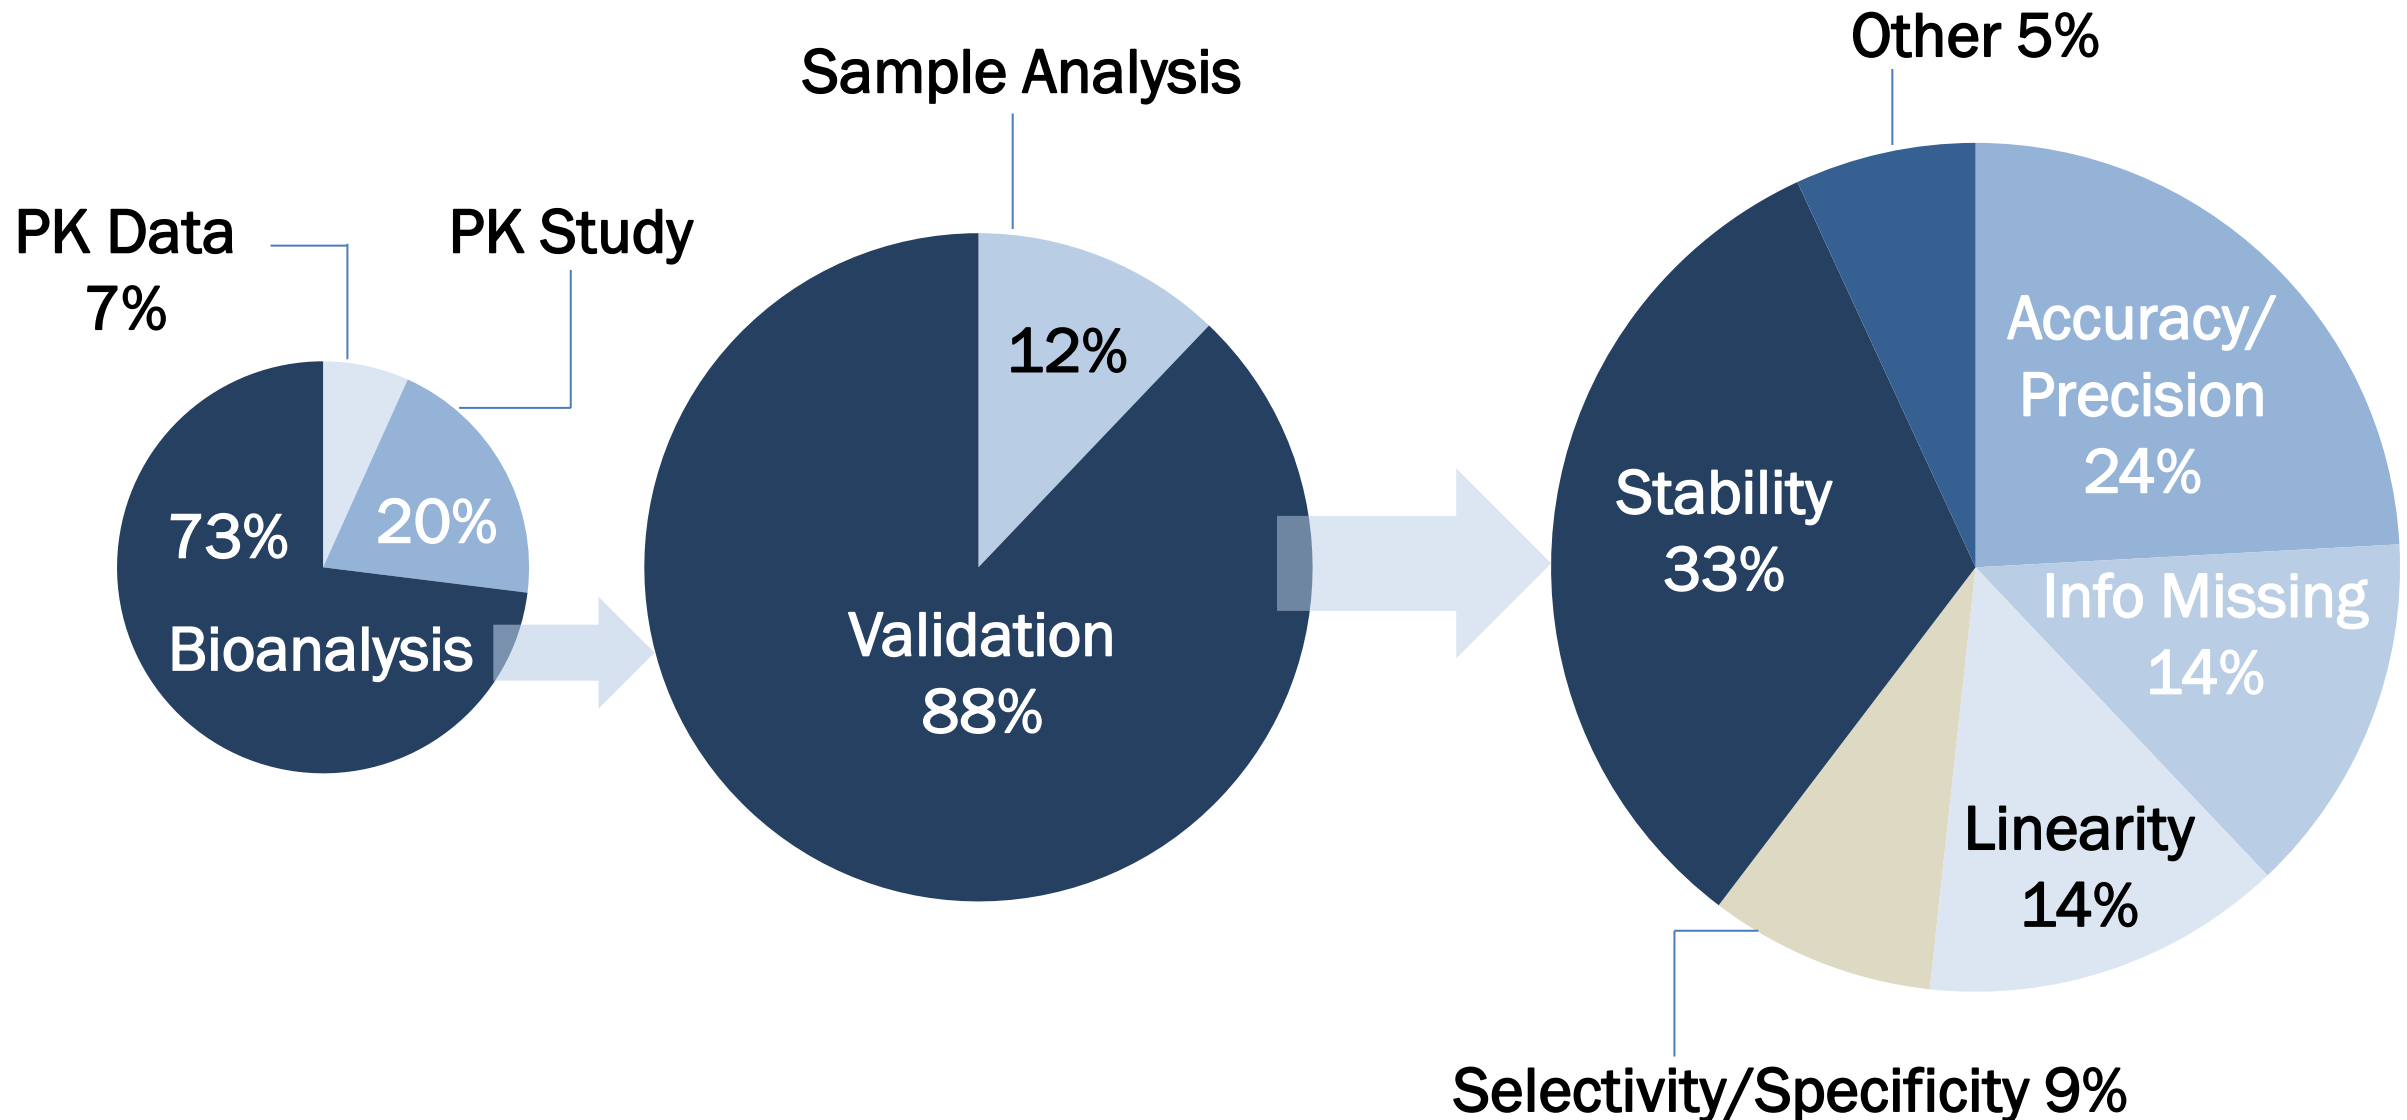 PK Data
7%
PK Study
73%
20%
Bioanalysis
Sample Analysis
12%
Validation
88%
Other 5%
Accuracy/
Precision
24%
Stability
33%
Info Missing
14%
Linearity
14%
Selectivity/Specificity 9%